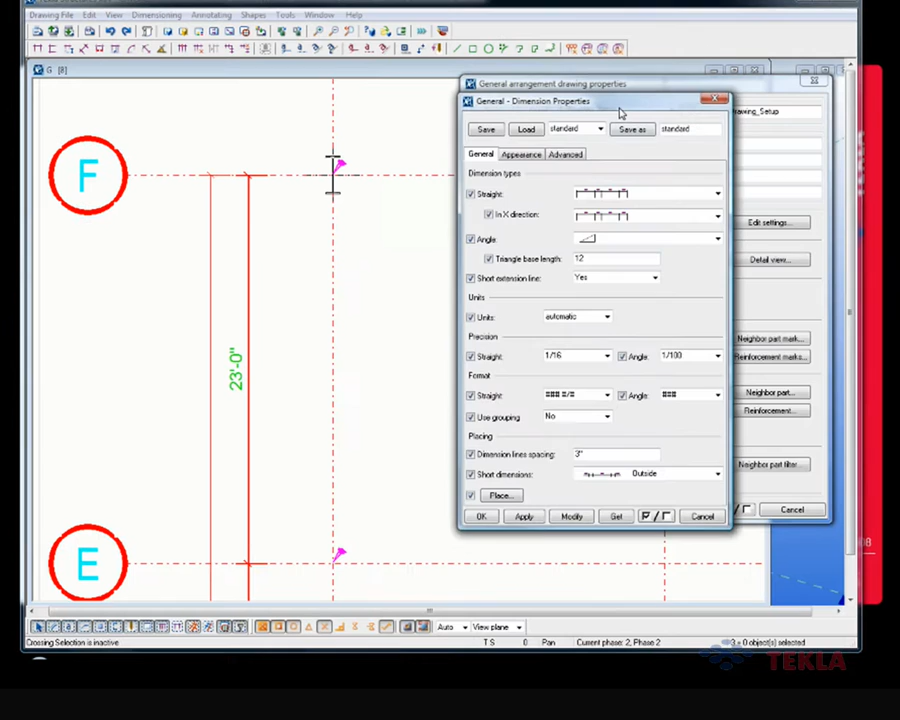 Drawing File Edit View Dimensioning Annotating Shapes Tools Window Help
G [8]
General arrangement drawing properties
General - Dimension Properties
Save Load standard Save as standard
General Appearance Advanced
Dimension types
Straight:
In X direction:
Angle:
Triangle base length: 12
Short extension line: Yes
Units
Units: automatic
Precision
Straight: 1/16 Angle: 1/100
Format
Straight: ### #/# Angle: ###
Use grouping No
Placing
Dimension lines spacing: 3"
Short dimensions: Outside
Place...
OK Apply Modify Get Cancel
Edit settings...
Detail view...
Neighbor part mark...
Reinforcement marks...
Neighbor part...
Reinforcement...
Neighbor part filter...
Cancel
F
23'-0"
E
Auto View plane
Crossing Selection is inactive T S 0 Pan Current phase: 2, Phase 2 3 + 0 object(s) selected
TEKLA